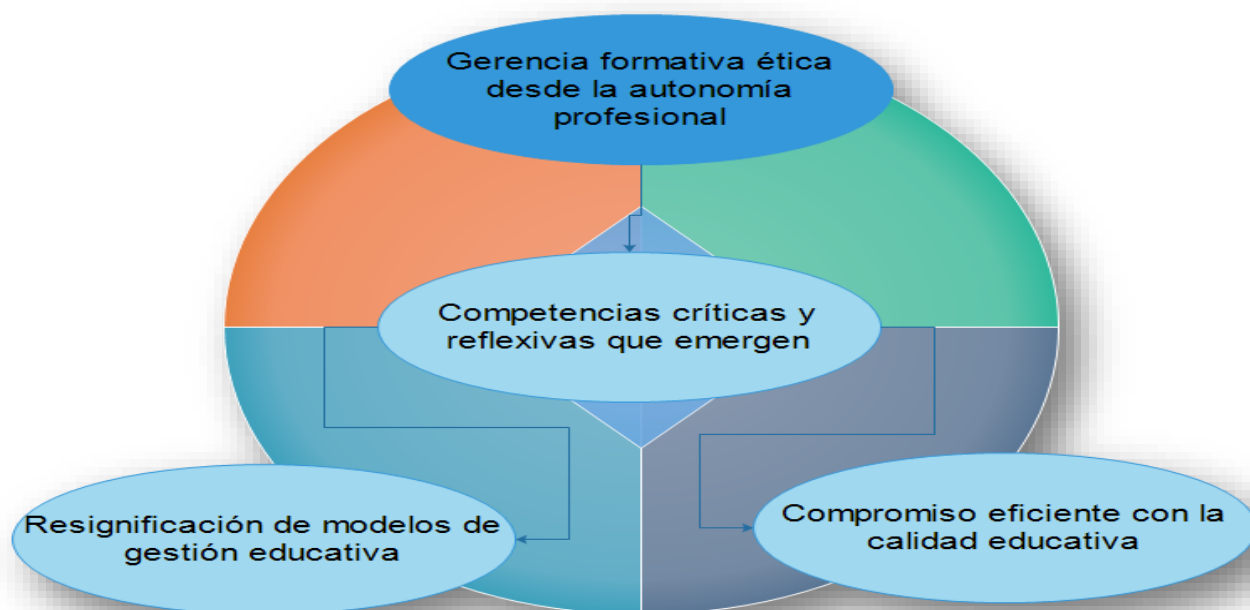 Gerencia formativa ética
desde la autonomía
profesional
Competencias críticas y
reflexivas que emergen
Resignificación de modelos de
gestión educativa
Compromiso eficiente con la
calidad educativa